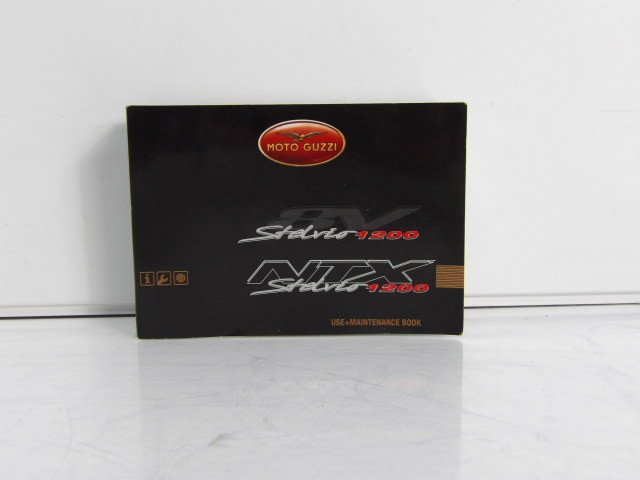 MOTO GUZZI
8V
Stelvio 1200
NTX
Stelvio 1200
i
USE+MAINTENANCE BOOK